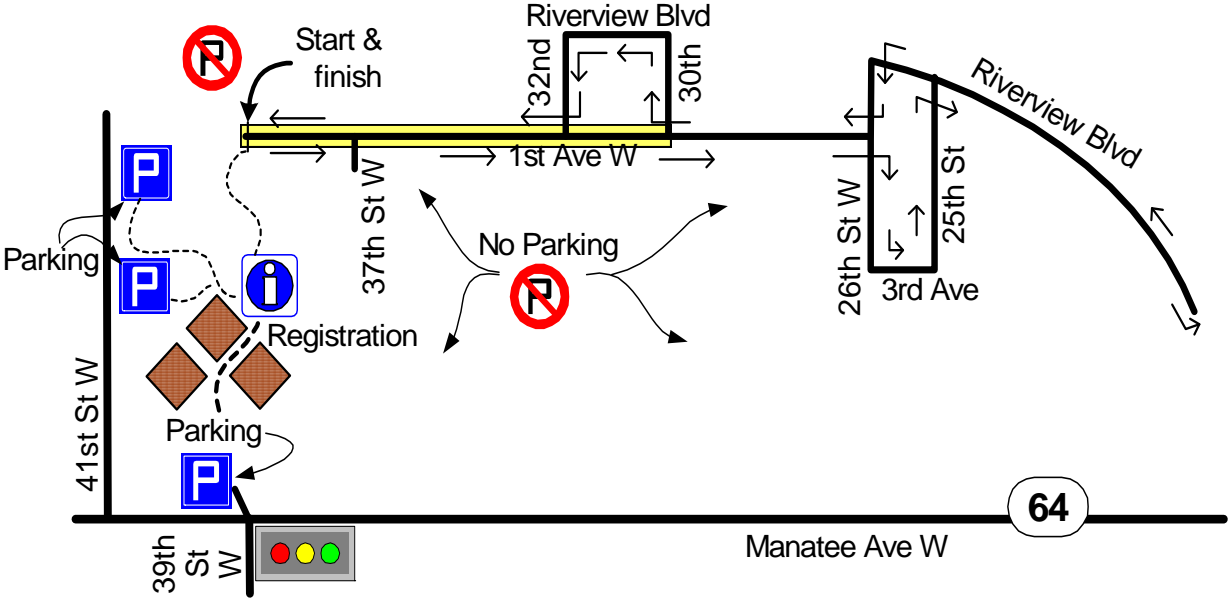 Riverview Blvd
Start &
finish
32nd
30th
Riverview Blvd
1st Ave W
37th St W
26th St W
25th St
3rd Ave
P
P
P
No Parking
P
Parking
P
i
Registration
41st St W
Parking
P
64
Manatee Ave W
39th
St
W